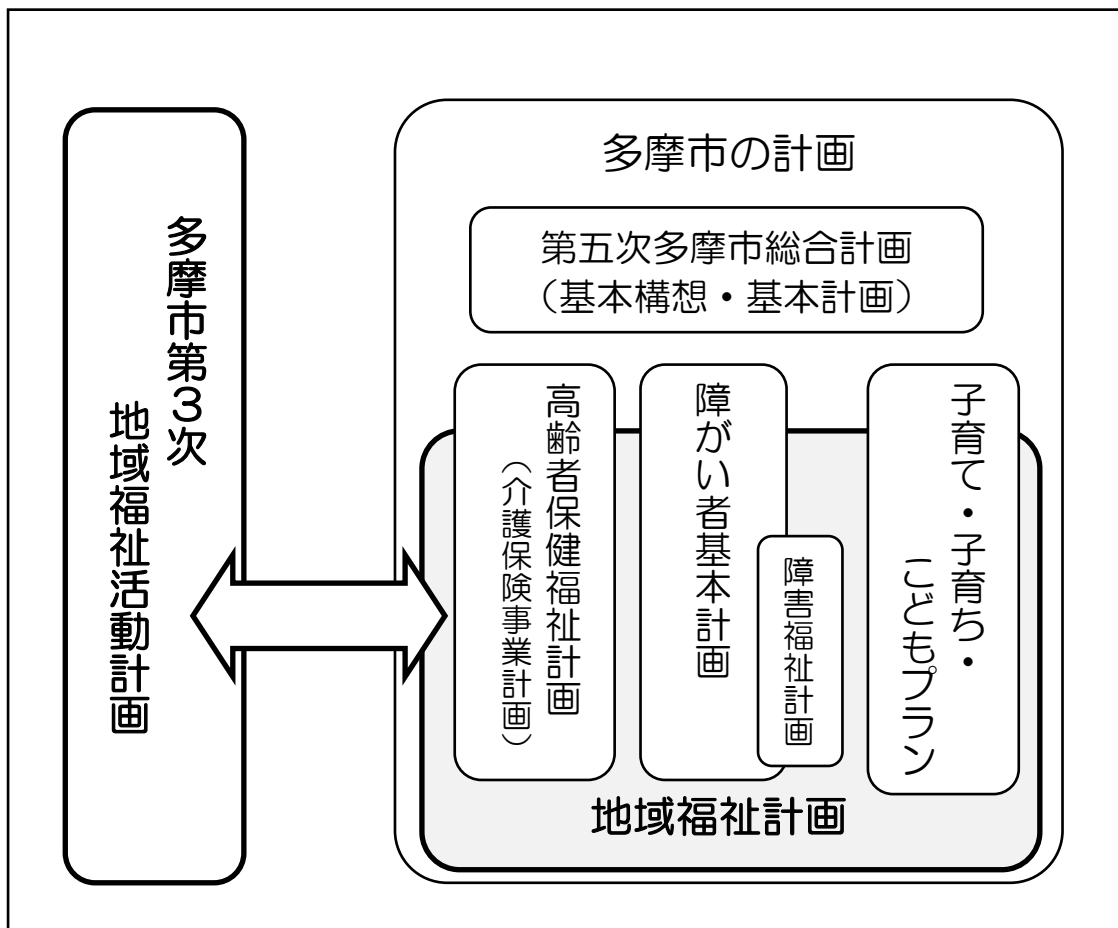 多摩市第3次
地域福祉活動計画
多摩市の計画
第五次多摩市総合計画
（基本構想・基本計画）
高齢者保健福祉計画
（介護保険事業計画）
障がい者基本計画
障害福祉計画
子育て・子育ち・
こどもプラン
地域福祉計画